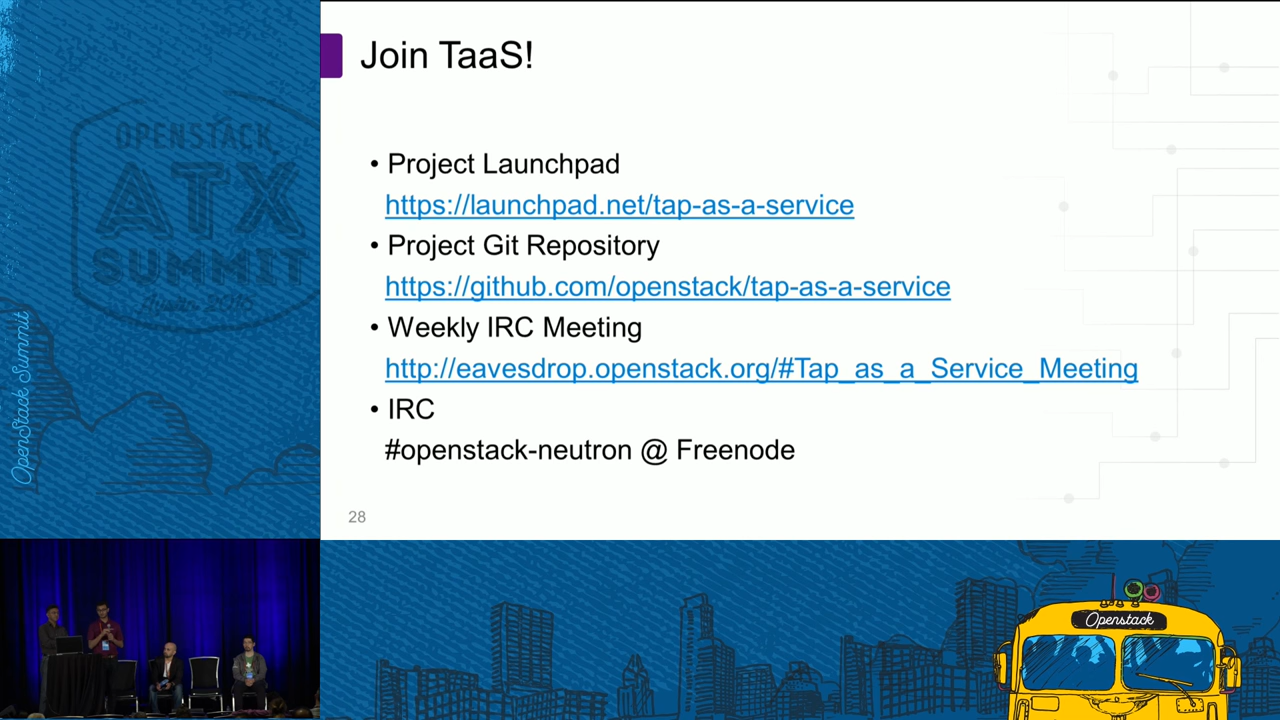 Join TaaS!
• Project Launchpad
https://launchpad.net/tap-as-a-service
• Project Git Repository
https://github.com/openstack/tap-as-a-service
• Weekly IRC Meeting
http://eavesdrop.openstack.org/#Tap_as_a_Service_Meeting
• IRC
#openstack-neutron @ Freenode
28
OPENSTACK
ATX
SUMMIT
OpenStack Summit
Openstack